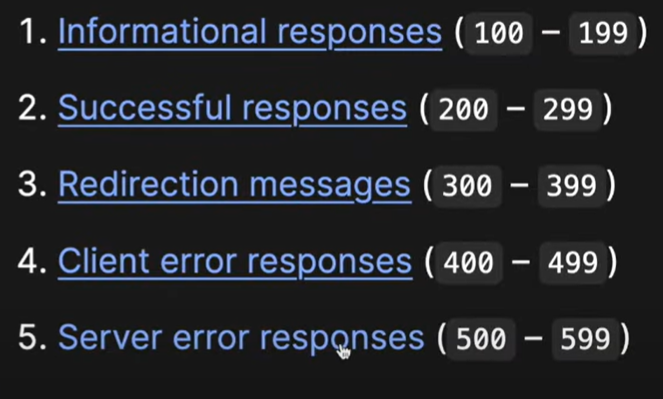 1. Informational responses ( 100 – 199 )
2. Successful responses ( 200 – 299 )
3. Redirection messages ( 300 – 399 )
4. Client error responses ( 400 – 499 )
5. Server error responses ( 500 – 599 )